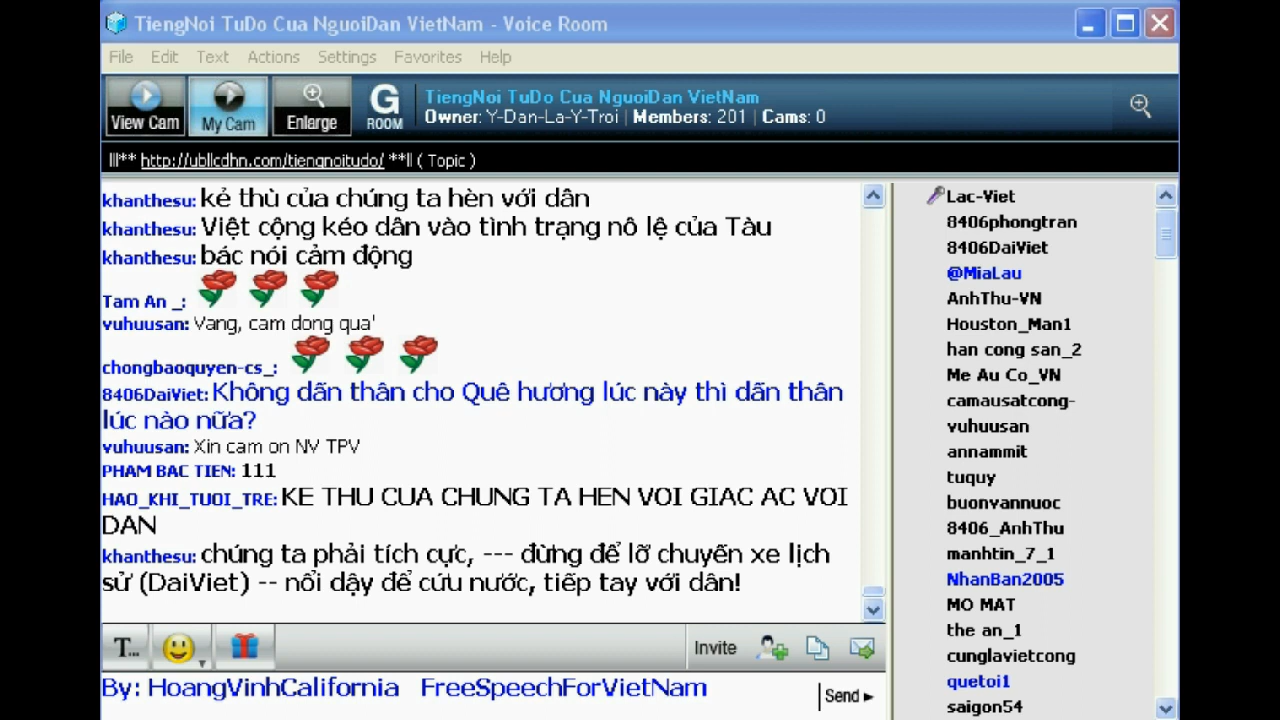 TiengNoi TuDo Cua NguoiDan VietNam - Voice Room
File Edit Text Actions Settings Favorites Help
View Cam
My Cam
Enlarge
G ROOM
TiengNoi TuDo Cua NguoiDan VietNam
Owner: Y-Dan-La-Y-Troi | Members: 201 | Cams: 0
lll** http://ubllcdhn.com/tiengnoitudo/ **ll ( Topic )
khanthesu: kẻ thù của chúng ta hèn với dân
khanthesu: Việt cộng kéo dân vào tình trạng nô lệ của Tàu
khanthesu: bác nói cảm động
Tam An _:
vuhuusan: Vang, cam dong qua'
chongbaoquyen-cs_:
8406DaiViet: Không dấn thân cho Quê hương lúc này thì dấn thân
lúc nào nữa?
vuhuusan: Xin cam on NV TPV
PHAM BAC TIEN: 111
HAO_KHI_TUOI_TRE: KE THU CUA CHUNG TA HEN VOI GIAC AC VOI
DAN
khanthesu: chúng ta phải tích cực, --- đừng để lỡ chuyến xe lịch
sử (DaiViet) -- nổi dậy để cứu nước, tiếp tay với dân!
T...
Invite
By: HoangVinhCalifornia FreeSpeechForVietNam
Send
Lac-Viet
8406phongtran
8406DaiViet
@MiaLau
AnhThu-VN
Houston_Man1
han cong san_2
Me Au Co_VN
camausatcong-
vuhuusan
annammit
tuquy
buonvannuoc
8406_AnhThu
manhtin_7_1
NhanBan2005
MO MAT
the an_1
cunglavietcong
quetoi1
saigon54